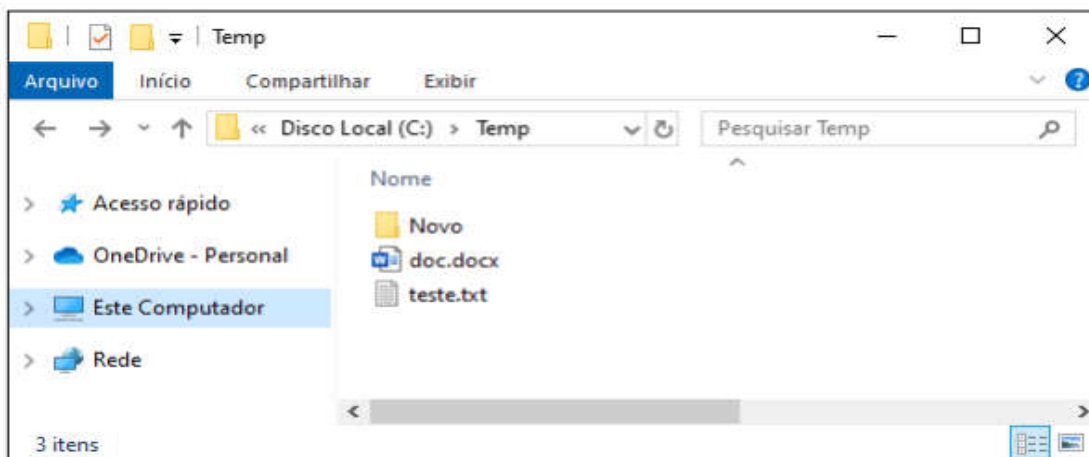 Temp
Arquivo Início Compartilhar Exibir
« Disco Local (C:) > Temp Pesquisar Temp
Nome
Acesso rápido
Novo
OneDrive - Personal
doc.docx
Este Computador
teste.txt
Rede
3 itens